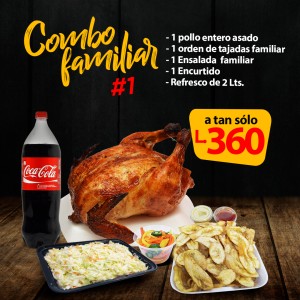 Combo
familiar
#1
- 1 pollo entero asado
- 1 orden de tajadas familiar
- 1 Ensalada familiar
- 1 Encurtido
- Refresco de 2 Lts.
a tan sólo
L360
Coca-Cola